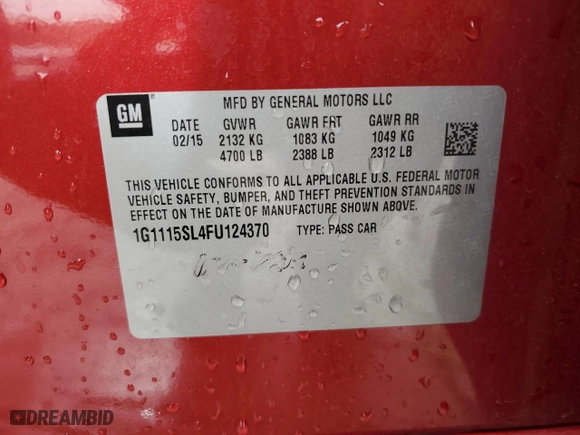 GM
MFD BY GENERAL MOTORS LLC
DATE GVWR GAWR FRT GAWR RR
02/15 2132 KG 1083 KG 1049 KG
4700 LB 2388 LB 2312 LB
THIS VEHICLE CONFORMS TO ALL APPLICABLE U.S. FEDERAL MOTOR
VEHICLE SAFETY, BUMPER, AND THEFT PREVENTION STANDARDS IN
EFFECT ON THE DATE OF MANUFACTURE SHOWN ABOVE.
1G1115SL4FU124370 TYPE: PASS CAR
DREAMBID